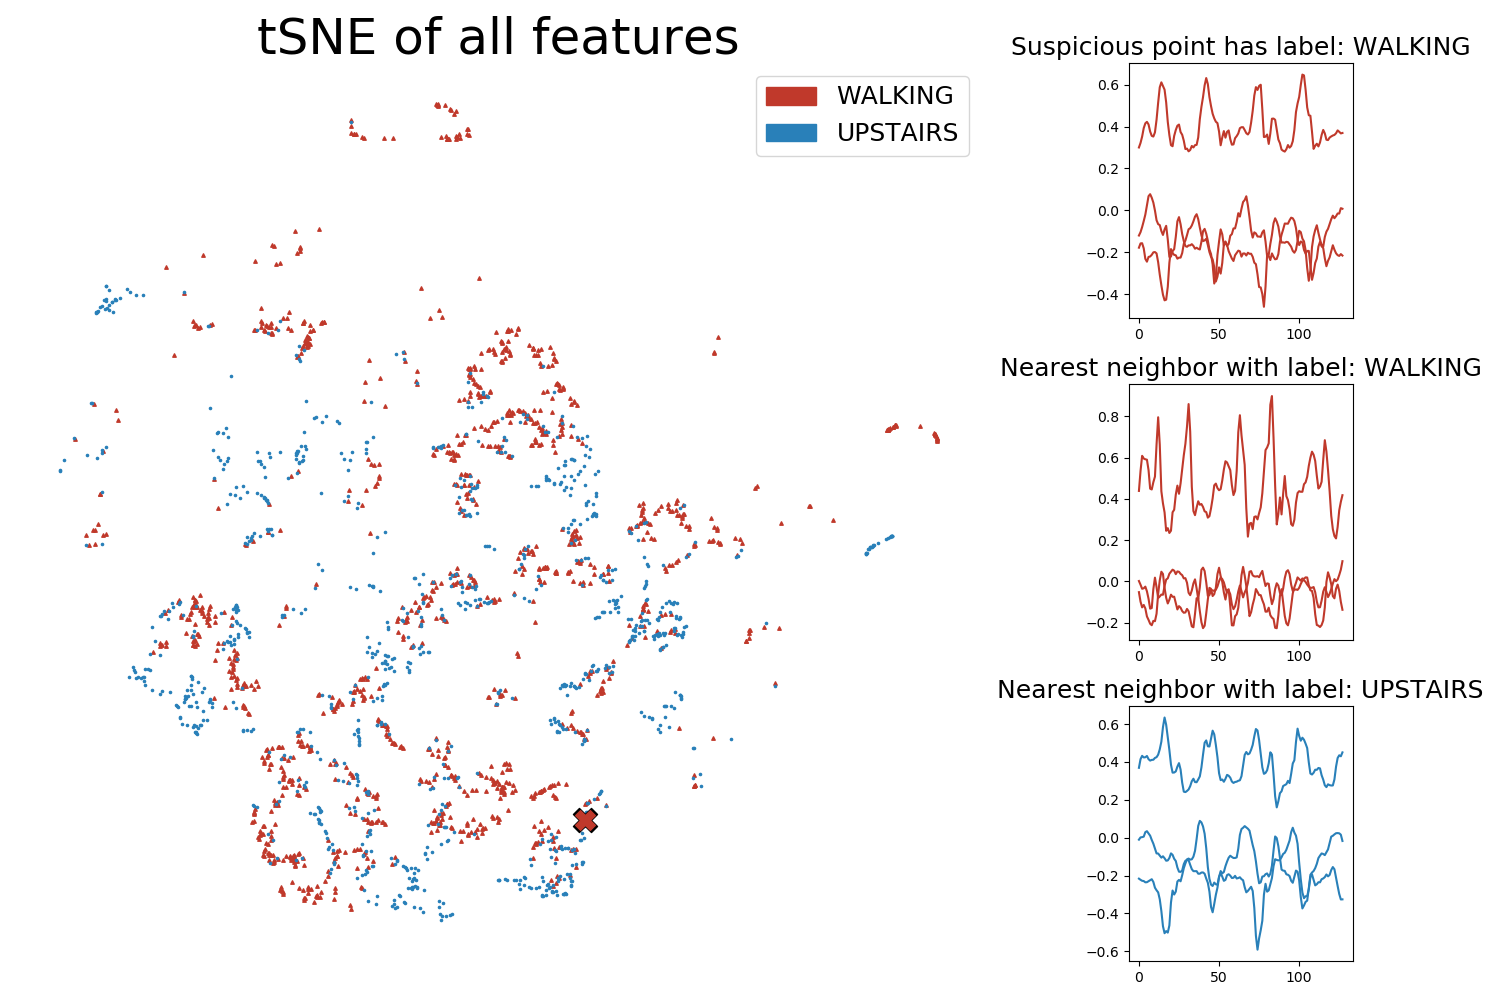 tSNE of all features
WALKING
UPSTAIRS
Suspicious point has label: WALKING
0.6
0.4
0.2
0.0
−0.2
−0.4
0 50 100
Nearest neighbor with label: WALKING
0.8
0.6
0.4
0.2
0.0
−0.2
0 50 100
Nearest neighbor with label: UPSTAIRS
0.6
0.4
0.2
0.0
−0.2
−0.4
−0.6
0 50 100